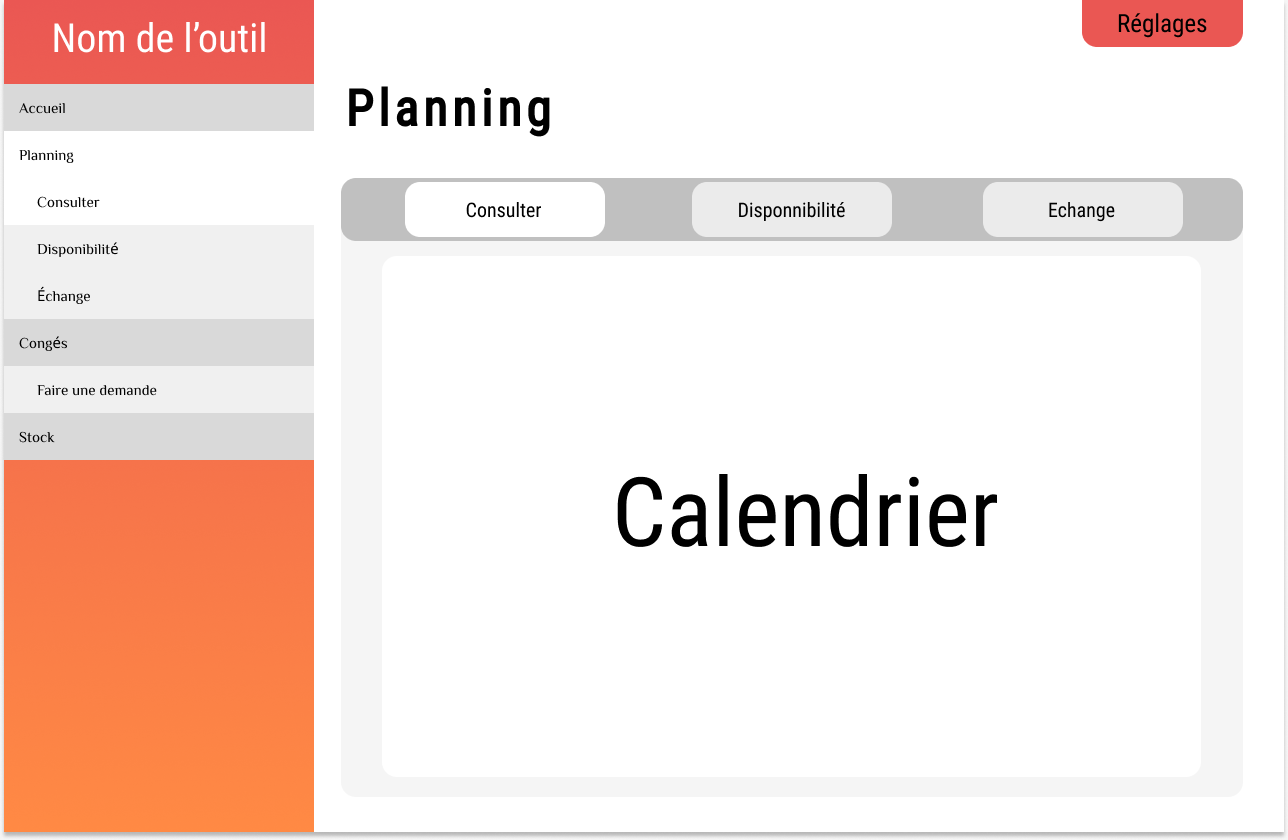 Nom de l’outil
Réglages
Accueil
Planning
Consulter
Disponibilité
Échange
Congés
Faire une demande
Stock
Planning
Consulter
Disponnibilité
Echange
Calendrier